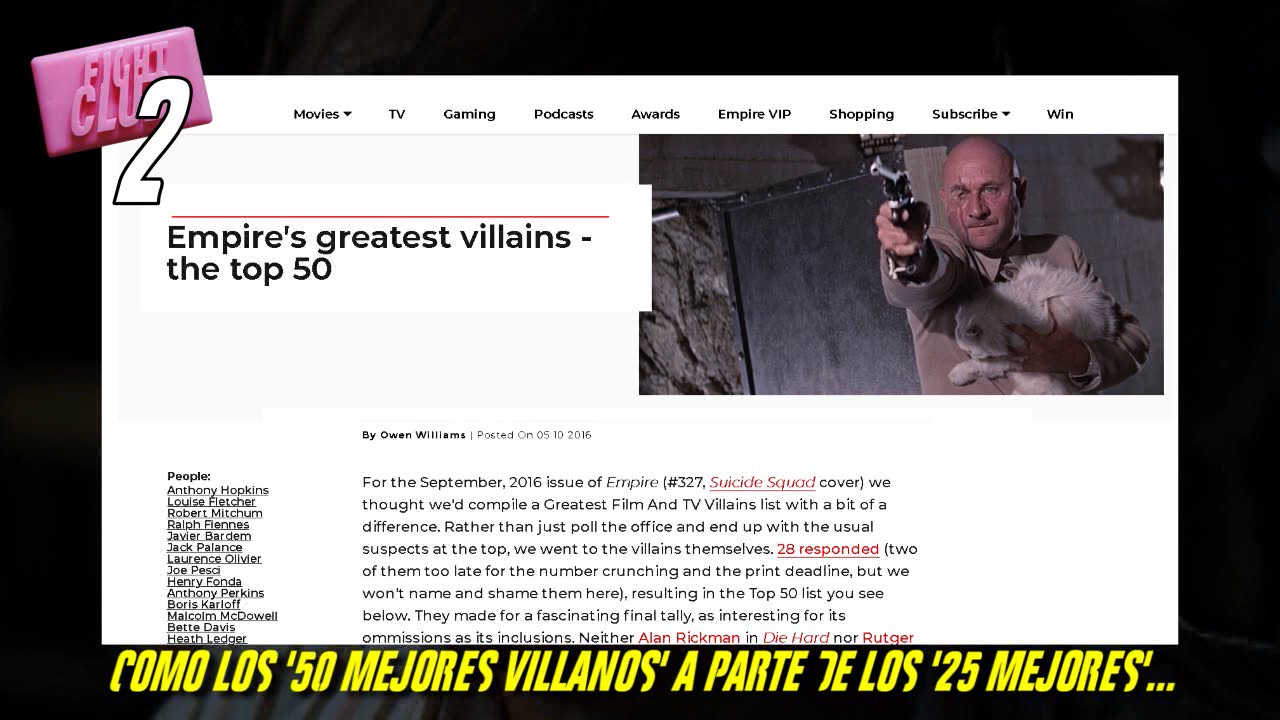 FIGHT
CLUB
2
Movies TV Gaming Podcasts Awards Empire VIP Shopping Subscribe Win
Empire's greatest villains -
the top 50
By Owen Williams | Posted On 05 10 2016
People:
Anthony Hopkins
Louise Fletcher
Robert Mitchum
Ralph Fiennes
Javier Bardem
Jack Palance
Laurence Olivier
Joe Pesci
Henry Fonda
Anthony Perkins
Boris Karloff
Malcolm McDowell
Bette Davis
Heath Ledger
For the September, 2016 issue of Empire (#327, Suicide Squad cover) we
thought we'd compile a Greatest Film And TV Villains list with a bit of a
difference. Rather than just poll the office and end up with the usual
suspects at the top, we went to the villains themselves. 28 responded (two
of them too late for the number crunching and the print deadline, but we
won't name and shame them here), resulting in the Top 50 list you see
below. They made for a fascinating final tally, as interesting for its
ommissions as its inclusions. Neither Alan Rickman in Die Hard nor Rutger
COMO LOS '50 MEJORES VILLANOS' A PARTE DE LOS '25 MEJORES'...